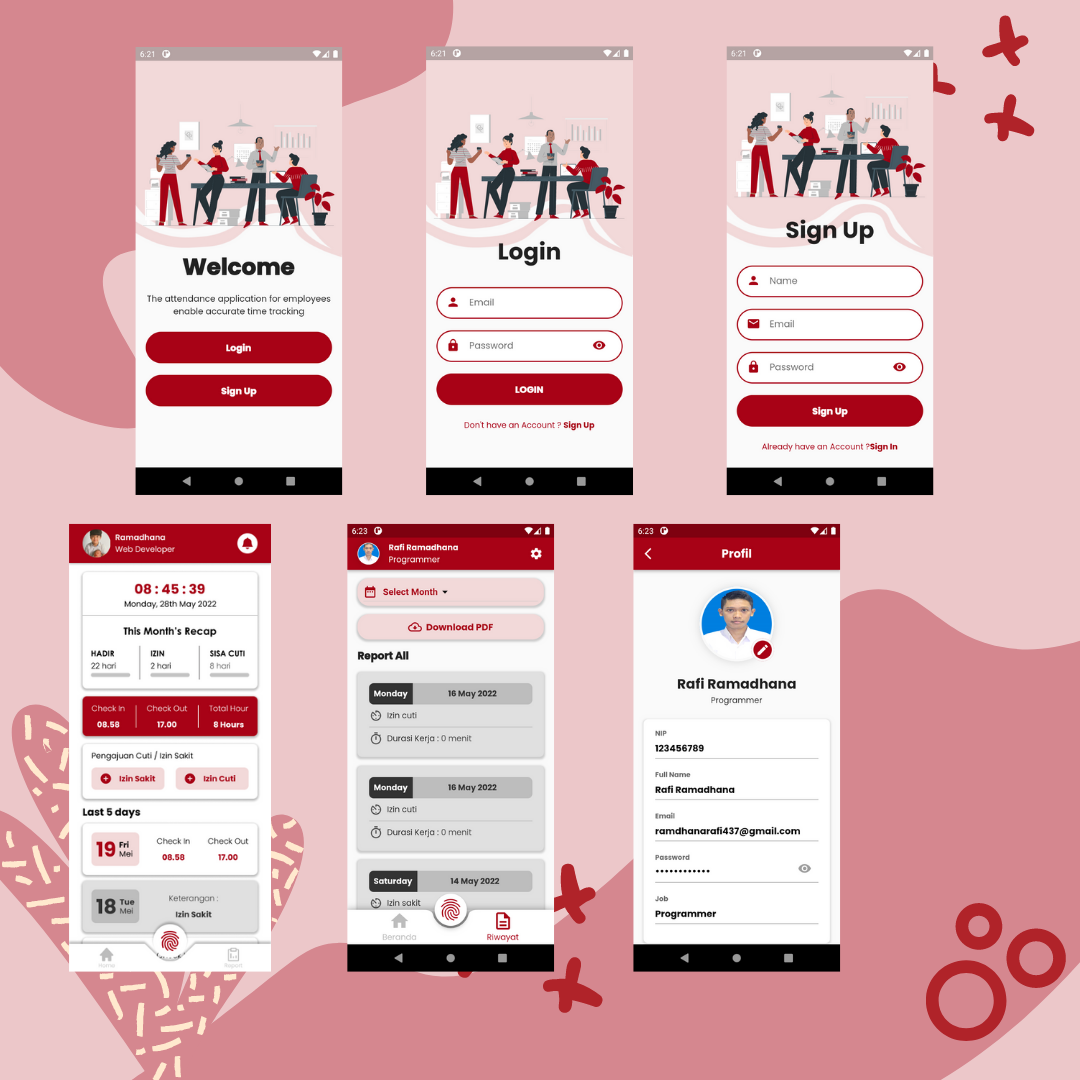 6:21
Welcome
The attendance application for employees
enable accurate time tracking
Login
Sign Up
6:21
Login
Email
Password
LOGIN
Don't have an Account ? Sign Up
6:21
Sign Up
Name
Email
Password
Sign Up
Already have an Account ?Sign In
Ramadhana
Web Developer
08 : 45 : 39
Monday, 28th May 2022
This Month's Recap
HADIR IZIN SISA CUTI
22 hari 2 hari 8 hari
Check In Check Out Total Hour
08.58 17.00 8 Hours
Pengajuan Cuti / Izin Sakit
Izin Sakit Izin Cuti
Last 5 days
19 Fri Mei Check In Check Out
08.58 17.00
18 Tue Mei Keterangan :
Izin Sakit
Home Report
6:23
Rafi Ramadhana
Programmer
Select Month
Download PDF
Report All
Monday 16 May 2022
Izin cuti
Durasi Kerja : 0 menit
Monday 16 May 2022
Izin cuti
Durasi Kerja : 0 menit
Saturday 14 May 2022
Izin sakit
Beranda Riwayat
6:23
Profil
Rafi Ramadhana
Programmer
NIP
123456789
Full Name
Rafi Ramadhana
Email
ramdhanarafi437@gmail.com
Password
••••••••••••
Job
Programmer